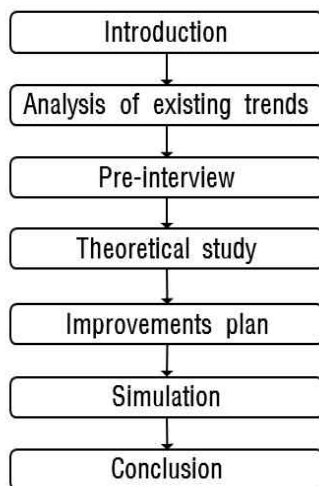 Introduction
Analysis of existing trends
Pre-interview
Theoretical study
Improvements plan
Simulation
Conclusion